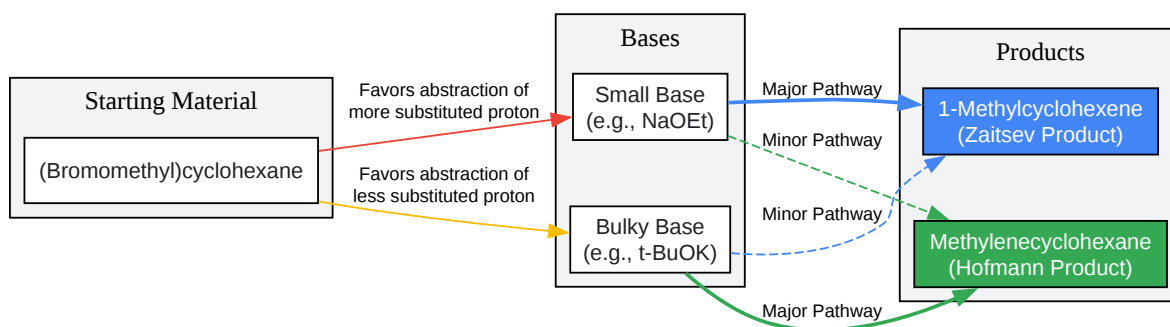 Starting Material
(Bromomethyl)cyclohexane
Favors abstraction of
more substituted proton
Favors abstraction of
less substituted proton
Bases
Small Base
(e.g., NaOEt)
Bulky Base
(e.g., t-BuOK)
Major Pathway
Minor Pathway
Minor Pathway
Major Pathway
Products
1-Methylcyclohexene
(Zaitsev Product)
Methylenecyclohexane
(Hofmann Product)